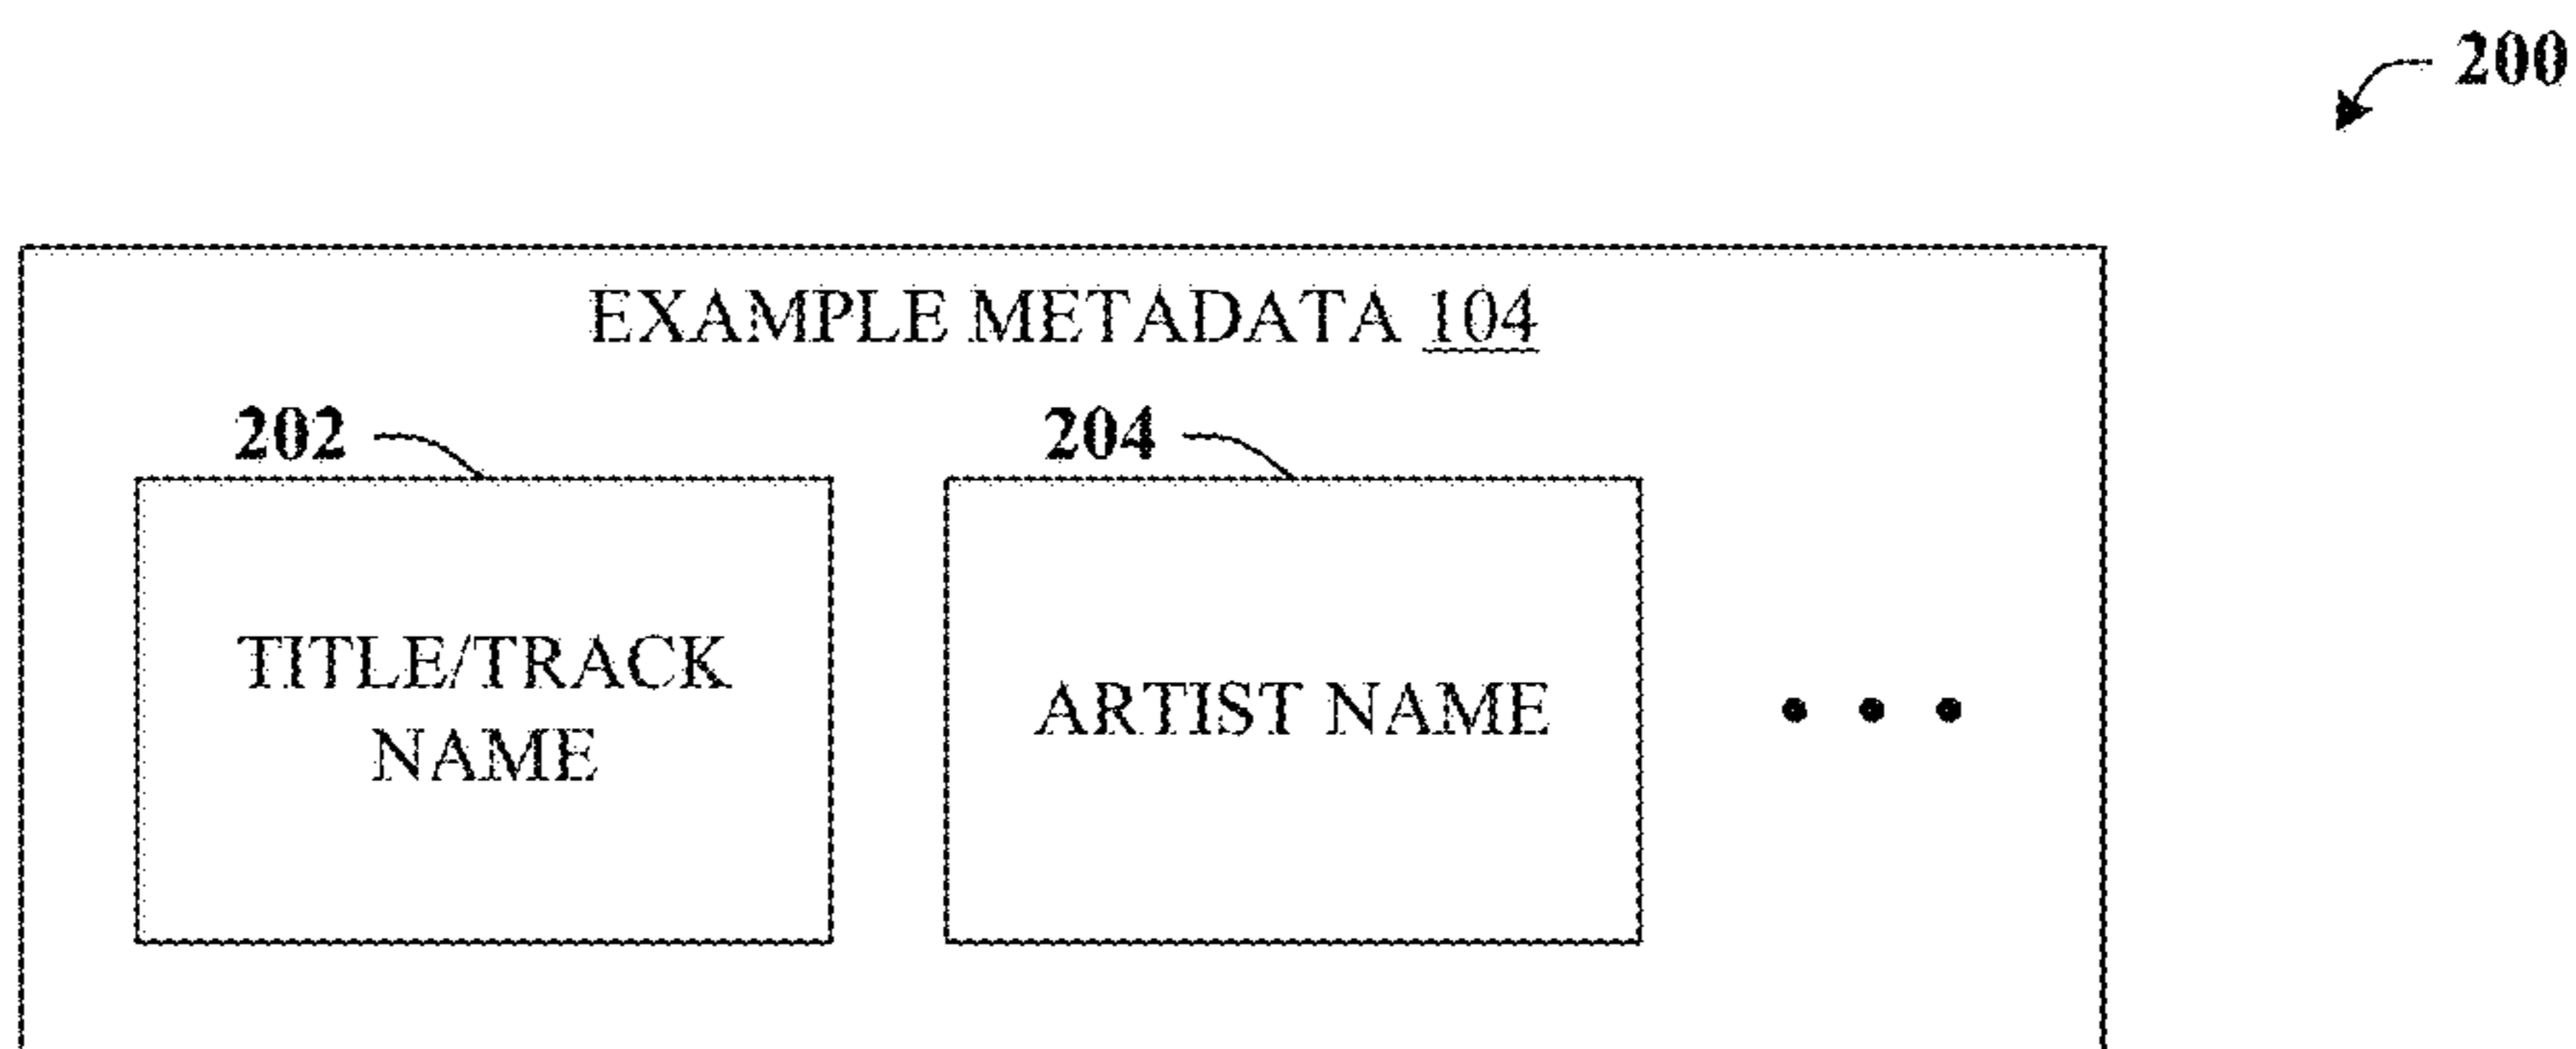 200
EXAMPLE METADATA 104
202
204
TITLE/TRACK
NAME
ARTIST NAME